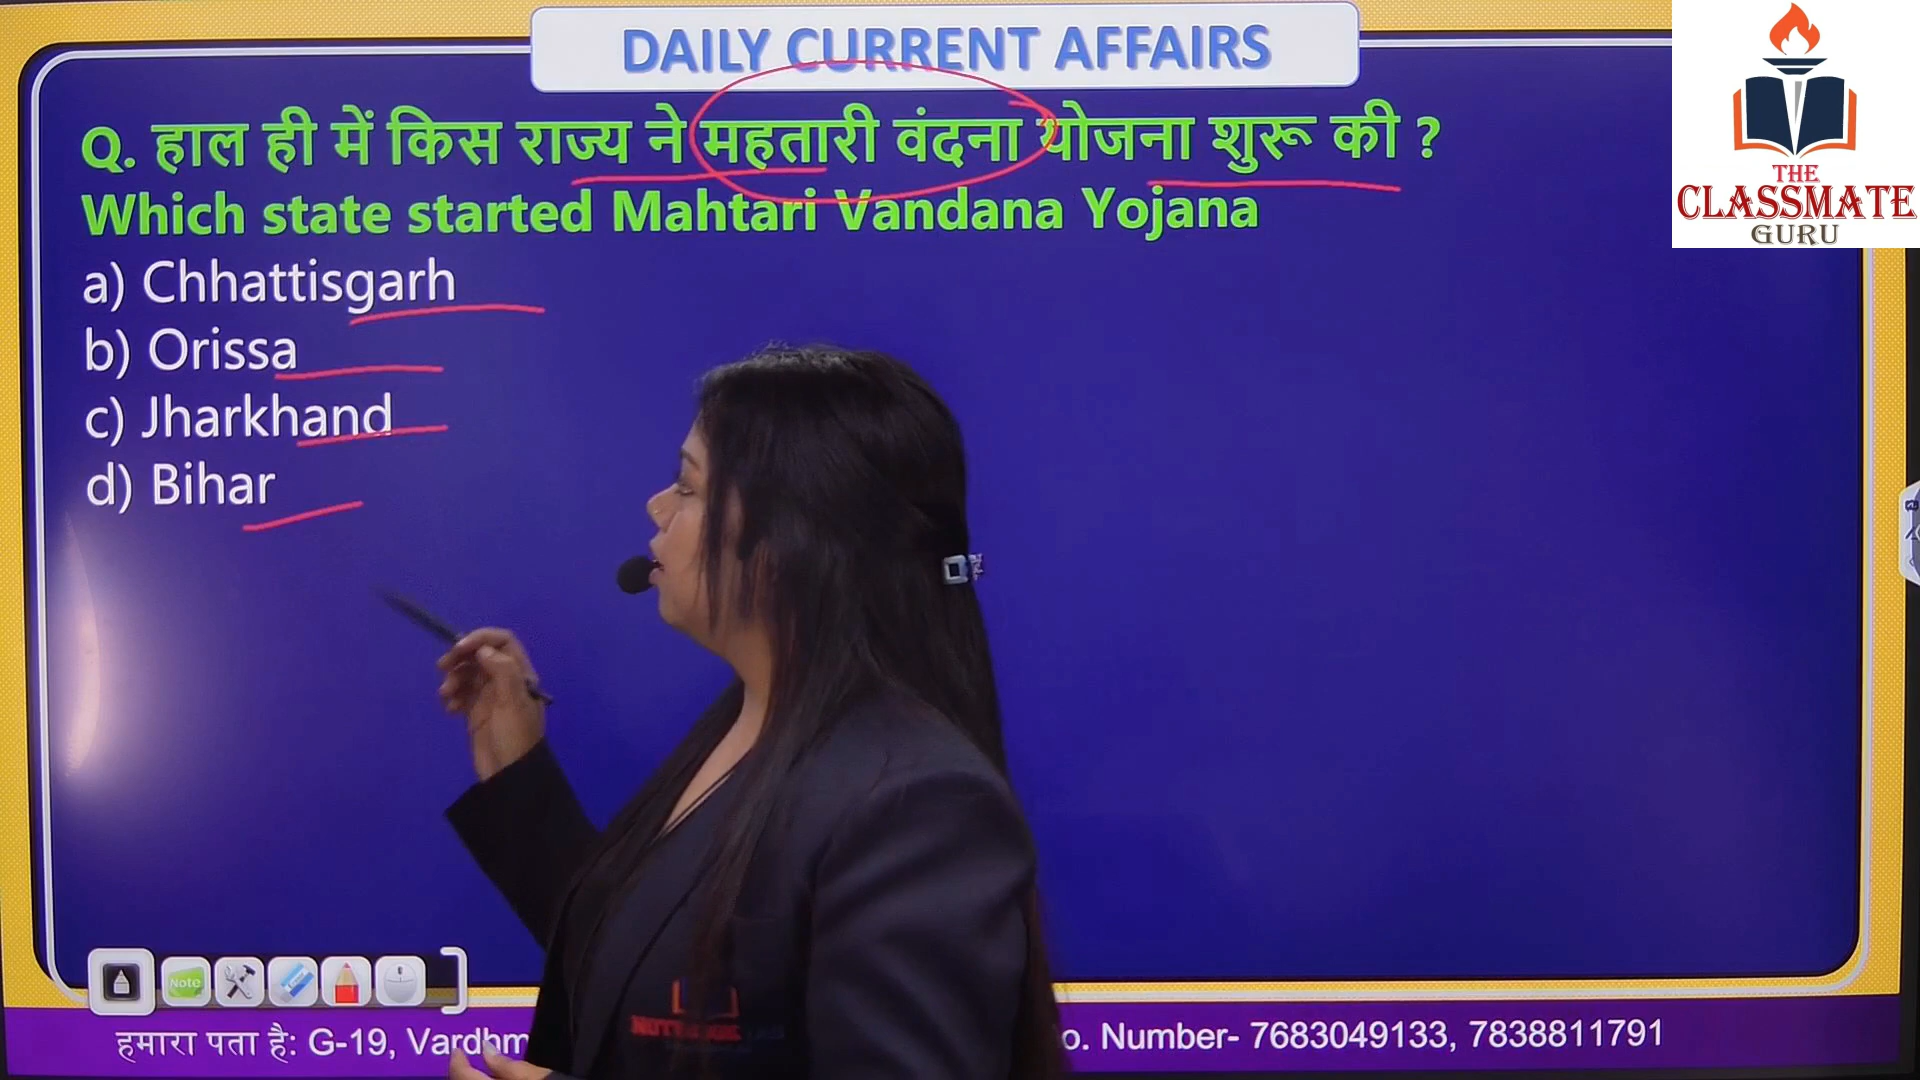 DAILY CURRENT AFFAIRS
Q. हाल ही में किस राज्य ने महतारी वंदना योजना शुरू की ?
Which state started Mahtari Vandana Yojana
a) Chhattisgarh
b) Orissa
c) Jharkhand
d) Bihar
THE
CLASSMATE
GURU
Note
हमारा पता है: G-19, Vardhm
o. Number- 7683049133, 7838811791